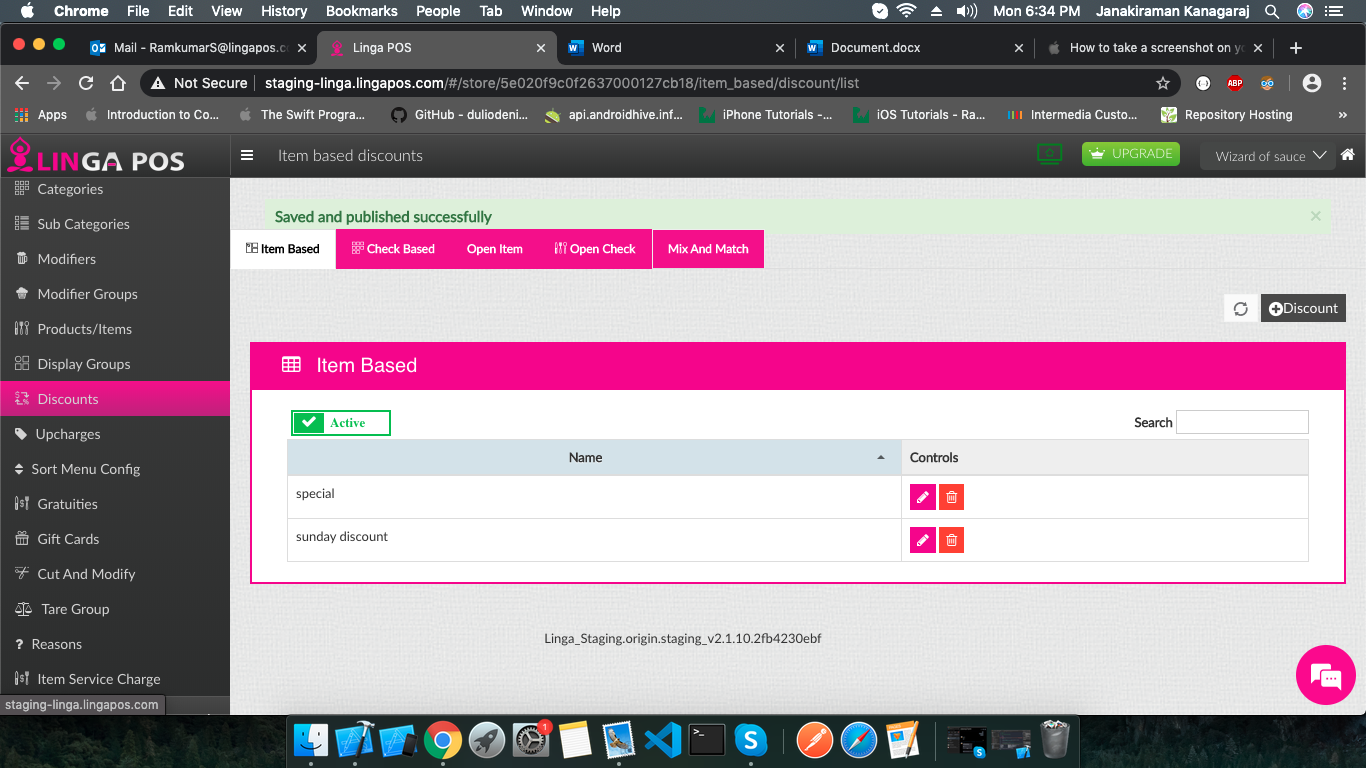 Chrome File Edit View History Bookmarks People Tab Window Help Mon 6:34 PM Janakiraman Kanagaraj
Mail - RamkumarS@lingapos.c
Linga POS
Word
Document.docx
How to take a screenshot on yo
Not Secure staging-linga.lingapos.com/#/store/5e020f9c0f2637000127cb18/item_based/discount/list
ABP
Apps Introduction to Co... The Swift Progra... GitHub - duliodeni... api.androidhive.inf... iPhone Tutorials -... iOS Tutorials - Ra... Intermedia Custo... Repository Hosting »
LINGA POS
Item based discounts
UPGRADE
Wizard of sauce
Categories
Sub Categories
Modifiers
Modifier Groups
Products/Items
Display Groups
Discounts
Upcharges
Sort Menu Config
Gratuities
Gift Cards
Cut And Modify
Tare Group
Reasons
Item Service Charge
staging-linga.lingapos.com
Saved and published successfully ×
Item Based Check Based Open Item Open Check Mix And Match
Discount
Item Based
Active
Search
Name Controls
special
sunday discount
Linga_Staging.origin.staging_v2.1.10.2fb4230ebf
1